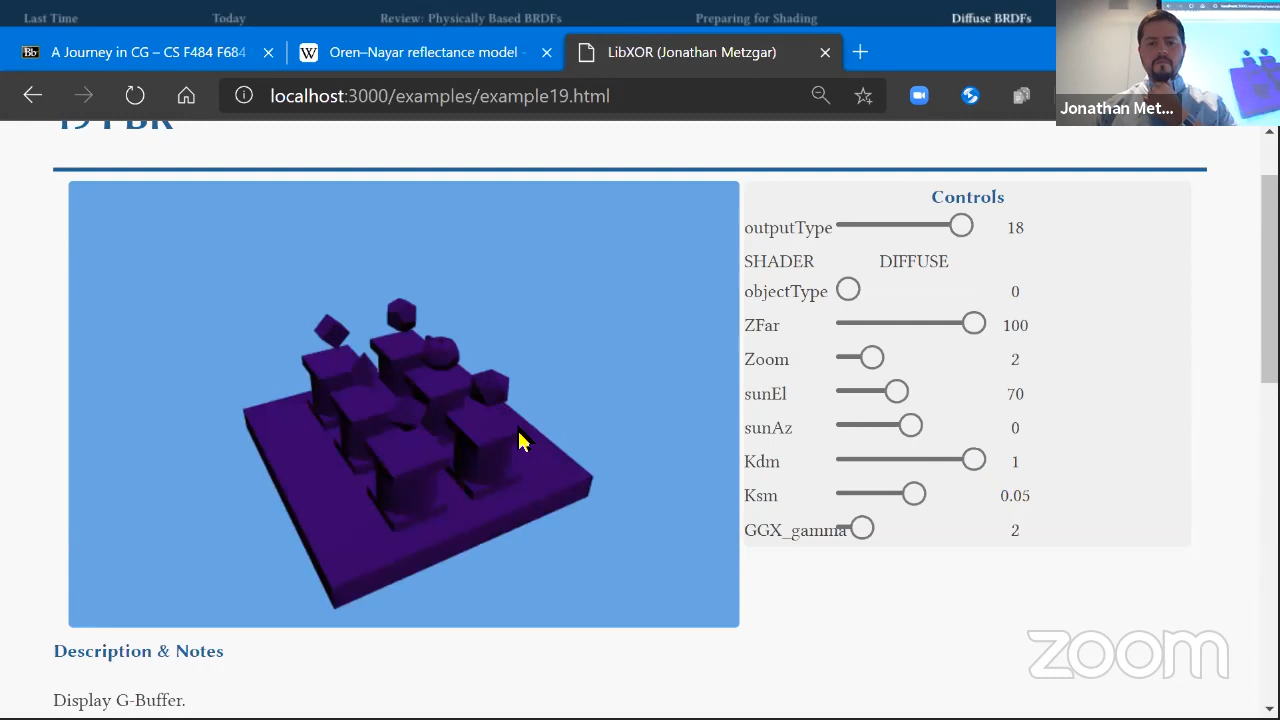 Last Time Today Review: Physically Based BRDFs Preparing for Shading Diffuse BRDFs
A Journey in CG – CS F484 F684
Oren–Nayar reflectance model -
LibXOR (Jonathan Metzgar)
localhost:3000/examples/example19.html
Jonathan Met...
19 PBR
Controls
outputType 18
SHADER DIFFUSE
objectType 0
ZFar 100
Zoom 2
sunEl 70
sunAz 0
Kdm 1
Ksm 0.05
GGX_gamma 2
Description & Notes
Display G-Buffer.
zoom